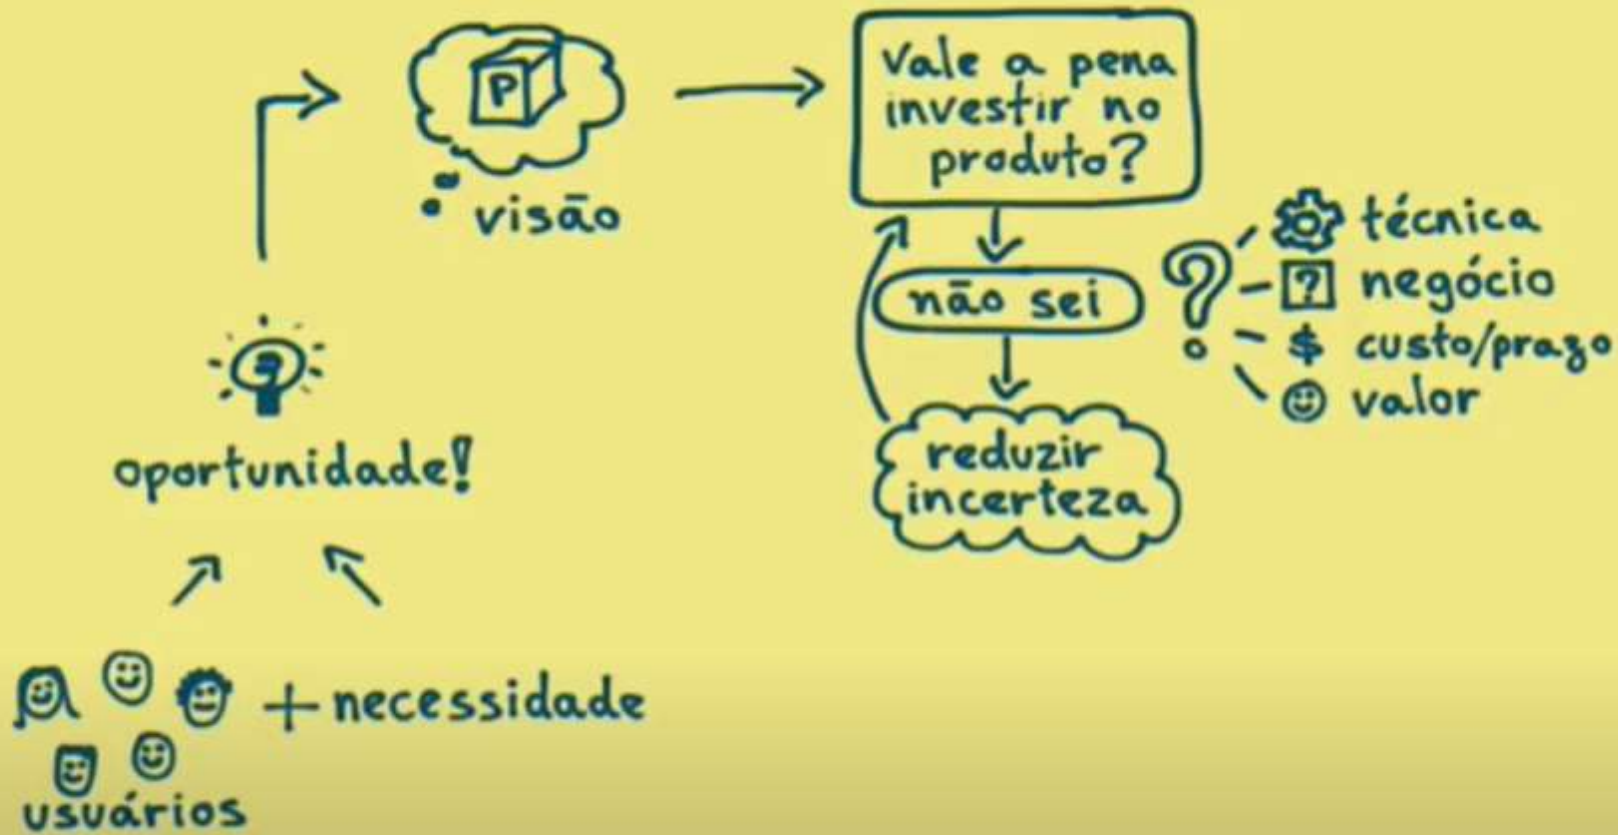 P
visão
Vale a pena
investir no
produto?
não sei
?
técnica
?
negócio
$
custo/prazo
valor
reduzir
incerteza
oportunidade!
+ necessidade
usuários